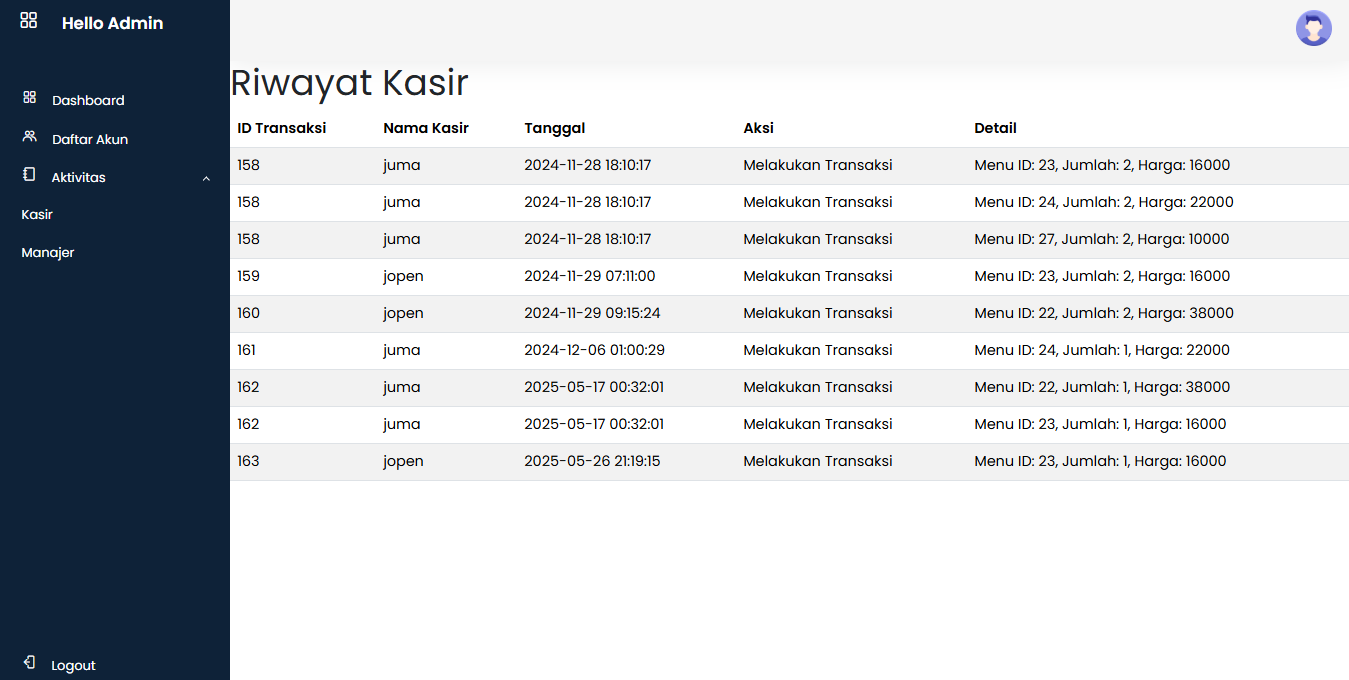 Hello Admin
Dashboard
Daftar Akun
Aktivitas
Kasir
Manajer
Logout
Riwayat Kasir
ID Transaksi Nama Kasir Tanggal Aksi Detail
158 juma 2024-11-28 18:10:17 Melakukan Transaksi Menu ID: 23, Jumlah: 2, Harga: 16000
158 juma 2024-11-28 18:10:17 Melakukan Transaksi Menu ID: 24, Jumlah: 2, Harga: 22000
158 juma 2024-11-28 18:10:17 Melakukan Transaksi Menu ID: 27, Jumlah: 2, Harga: 10000
159 jopen 2024-11-29 07:11:00 Melakukan Transaksi Menu ID: 23, Jumlah: 2, Harga: 16000
160 jopen 2024-11-29 09:15:24 Melakukan Transaksi Menu ID: 22, Jumlah: 2, Harga: 38000
161 juma 2024-12-06 01:00:29 Melakukan Transaksi Menu ID: 24, Jumlah: 1, Harga: 22000
162 juma 2025-05-17 00:32:01 Melakukan Transaksi Menu ID: 22, Jumlah: 1, Harga: 38000
162 juma 2025-05-17 00:32:01 Melakukan Transaksi Menu ID: 23, Jumlah: 1, Harga: 16000
163 jopen 2025-05-26 21:19:15 Melakukan Transaksi Menu ID: 23, Jumlah: 1, Harga: 16000